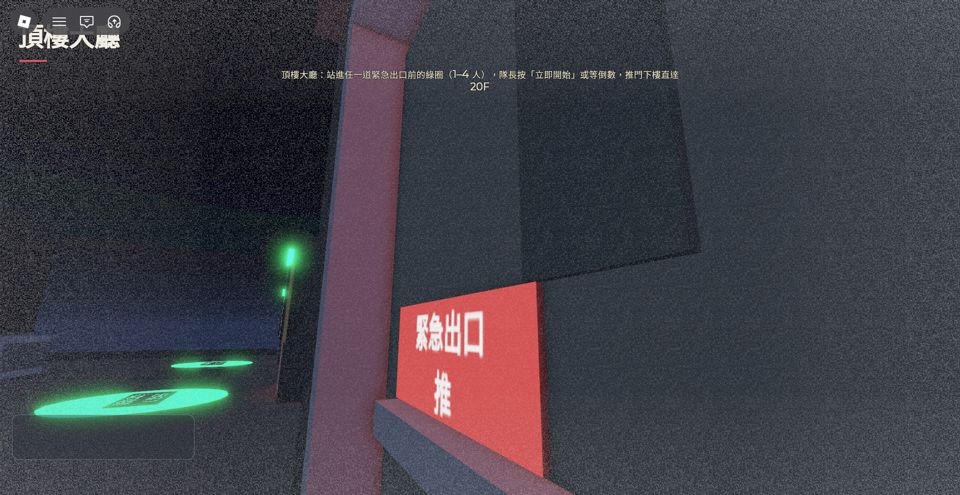 頂樓大廳
頂樓大廳：站進任一道緊急出口前的綠圈（1–4 人），隊長按「立即開始」或等倒數，推門下樓直達
20F
緊急出口
推